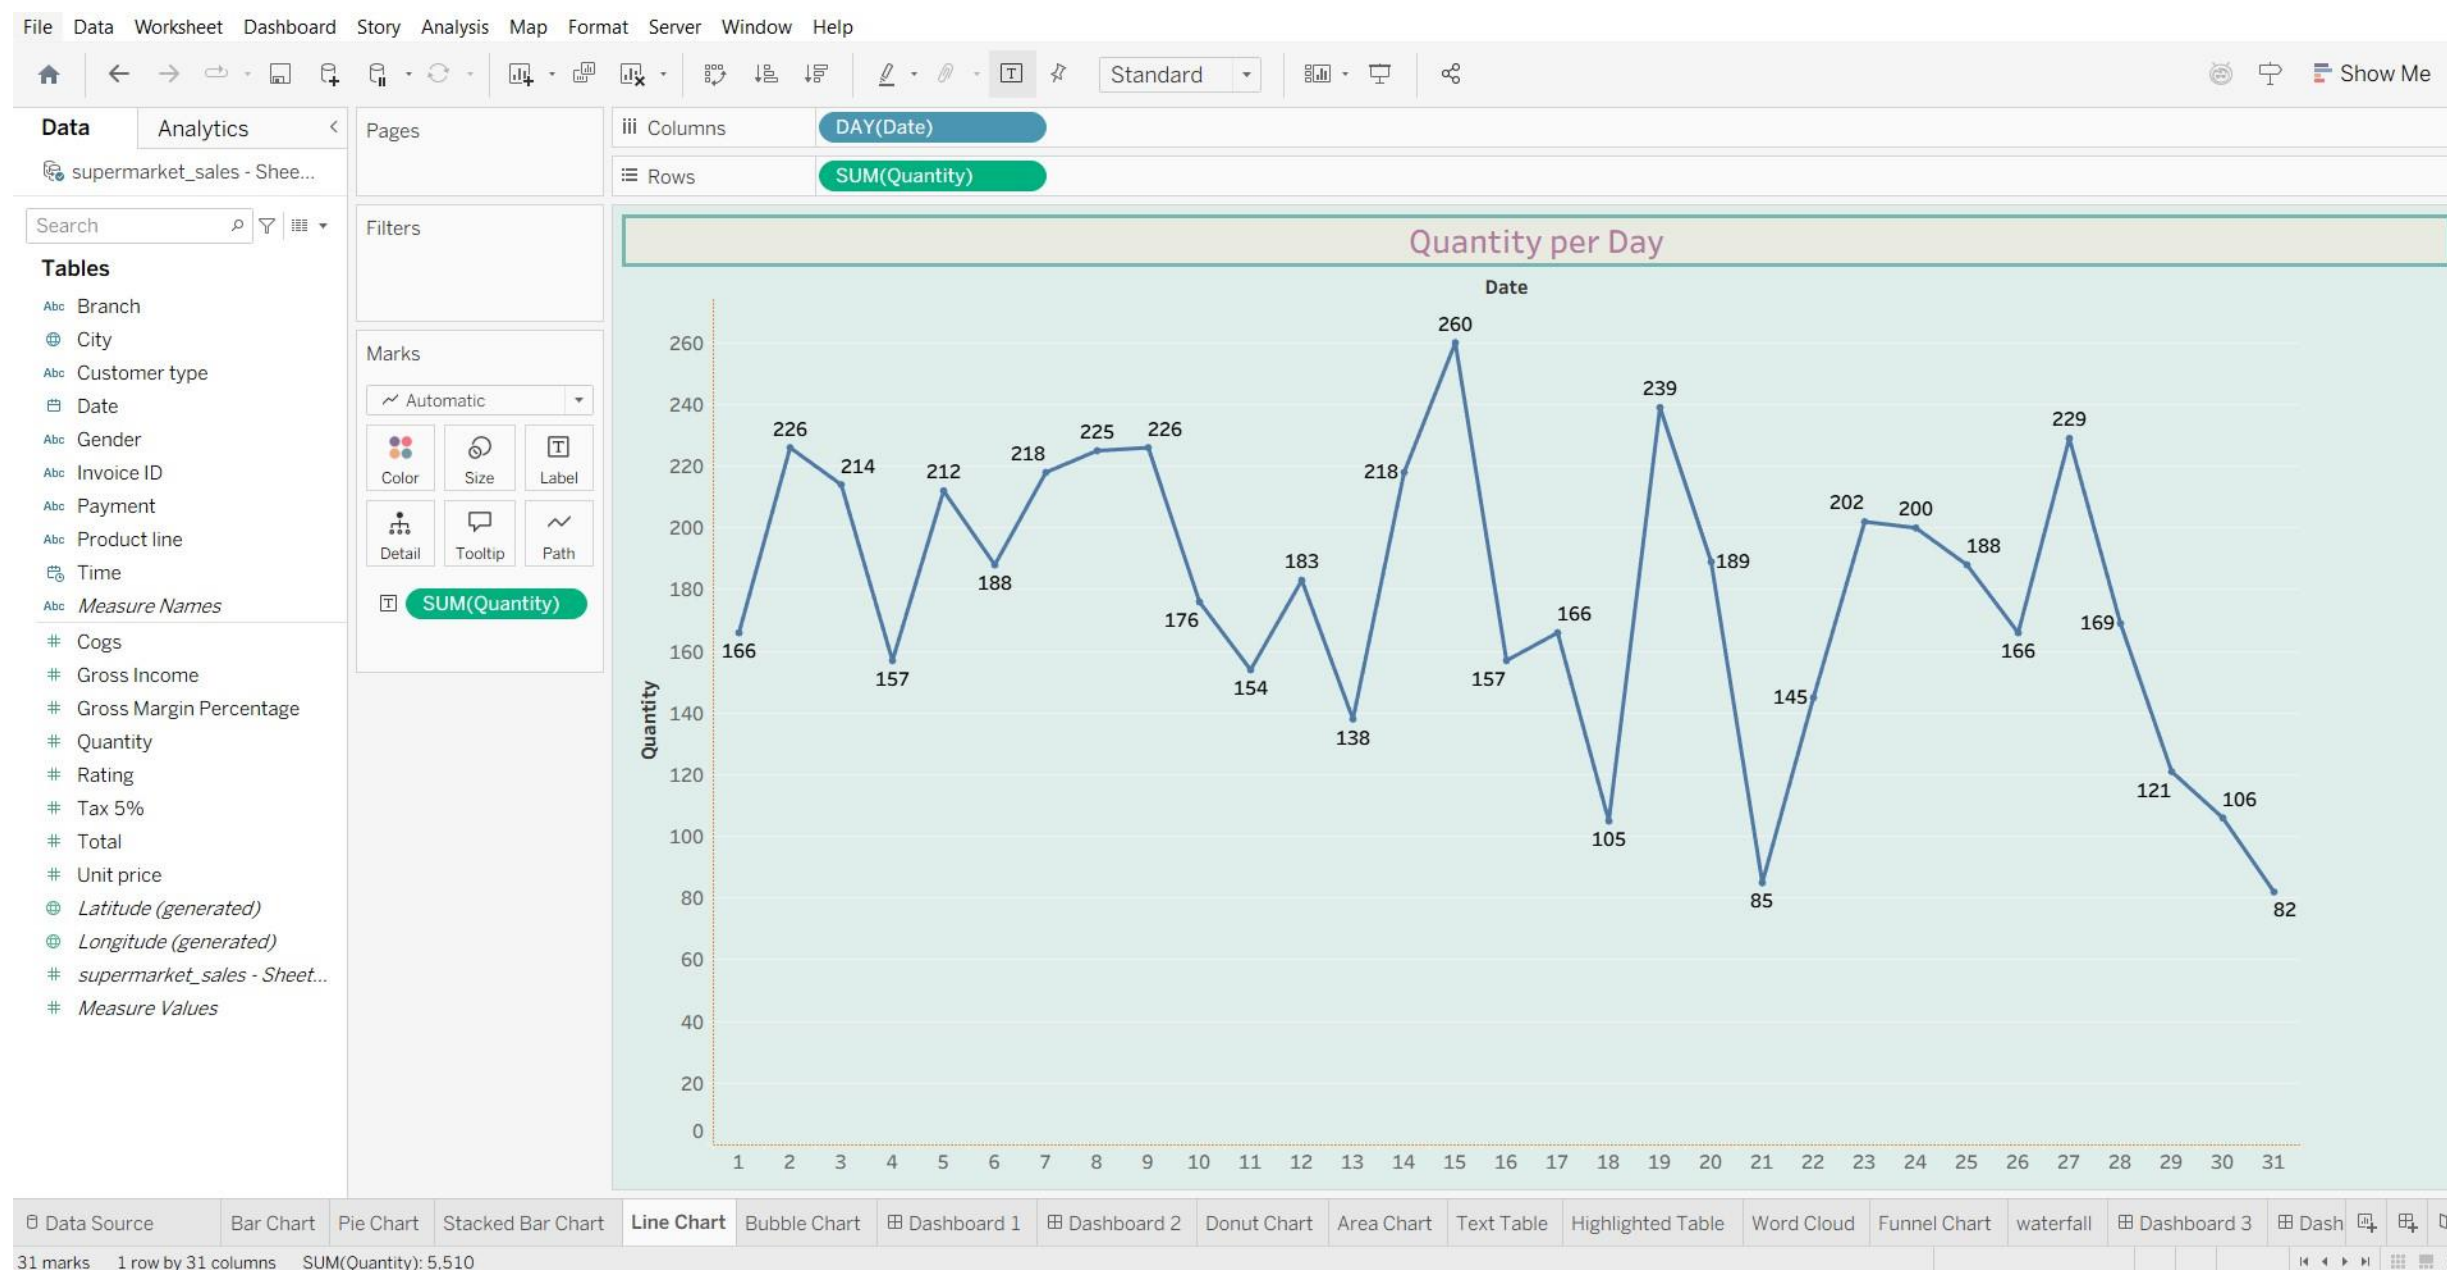 File Data Worksheet Dashboard Story Analysis Map Format Server Window Help
Standard
Show Me
Data Analytics
supermarket_sales - Shee...
Search
Tables
Abc Branch
City
Abc Customer type
Date
Abc Gender
Abc Invoice ID
Abc Payment
Abc Product line
Time
Abc Measure Names
# Cogs
# Gross Income
# Gross Margin Percentage
# Quantity
# Rating
# Tax 5%
# Total
# Unit price
Latitude (generated)
Longitude (generated)
# supermarket_sales - Sheet...
# Measure Values
Pages
Filters
Marks
Automatic
Color Size Label
Detail Tooltip Path
SUM(Quantity)
Columns DAY(Date)
Rows SUM(Quantity)
Quantity per Day
Date
Quantity
260
240
220
200
180
160
140
120
100
80
60
40
20
0
166
226
214
157
212
188
218
225
226
176
154
183
138
218
260
157
166
105
239
189
85
145
202
200
188
166
229
169
121
106
82
1 2 3 4 5 6 7 8 9 10 11 12 13 14 15 16 17 18 19 20 21 22 23 24 25 26 27 28 29 30 31
Data Source Bar Chart Pie Chart Stacked Bar Chart Line Chart Bubble Chart Dashboard 1 Dashboard 2 Donut Chart Area Chart Text Table Highlighted Table Word Cloud Funnel Chart waterfall Dashboard 3 Dash
31 marks 1 row by 31 columns SUM(Quantity): 5,510